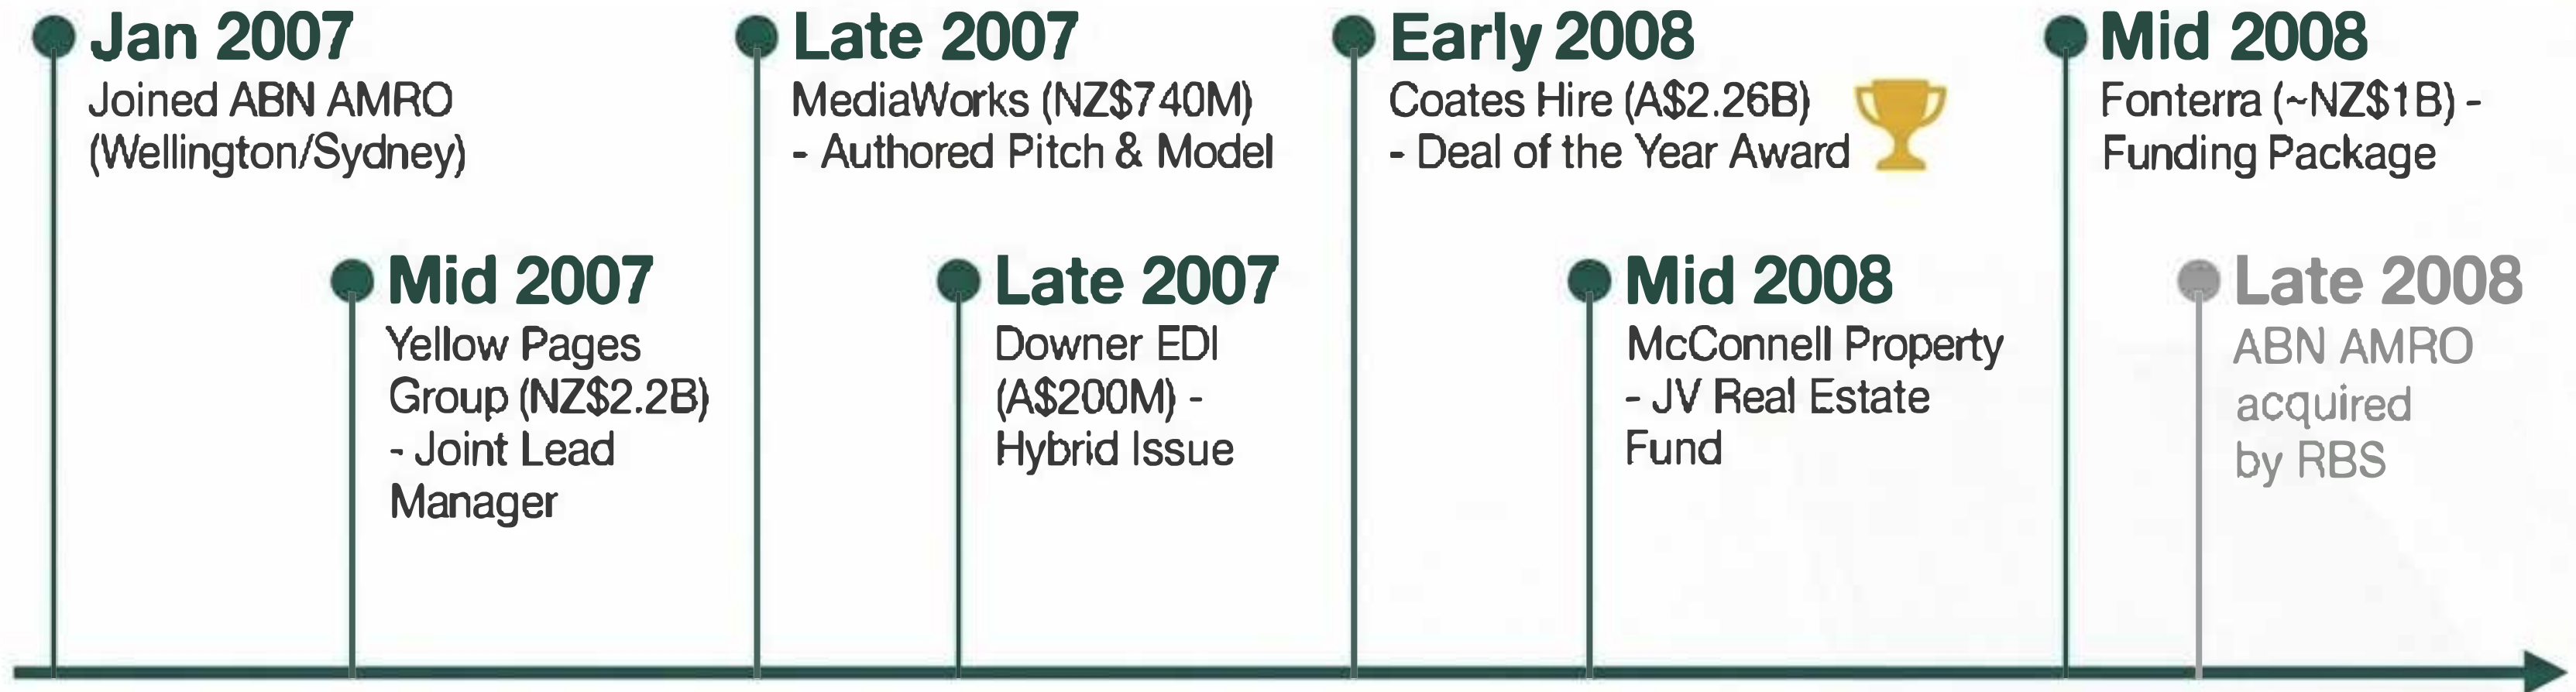 Jan 2007
Joined ABN AMRO
(Wellington/Sydney)
Mid 2007
Yellow Pages
Group (NZ$2.2B)
- Joint Lead
Manager
Late 2007
MediaWorks (NZ$740M)
- Authored Pitch & Model
Late 2007
Downer EDI
(A$200M) -
Hybrid Issue
Early 2008
Coates Hire (A$2.26B)
- Deal of the Year Award
Mid 2008
McConnell Property
- JV Real Estate
Fund
Mid 2008
Fonterra (~NZ$1B) -
Funding Package
Late 2008
ABN AMRO
acquired
by RBS